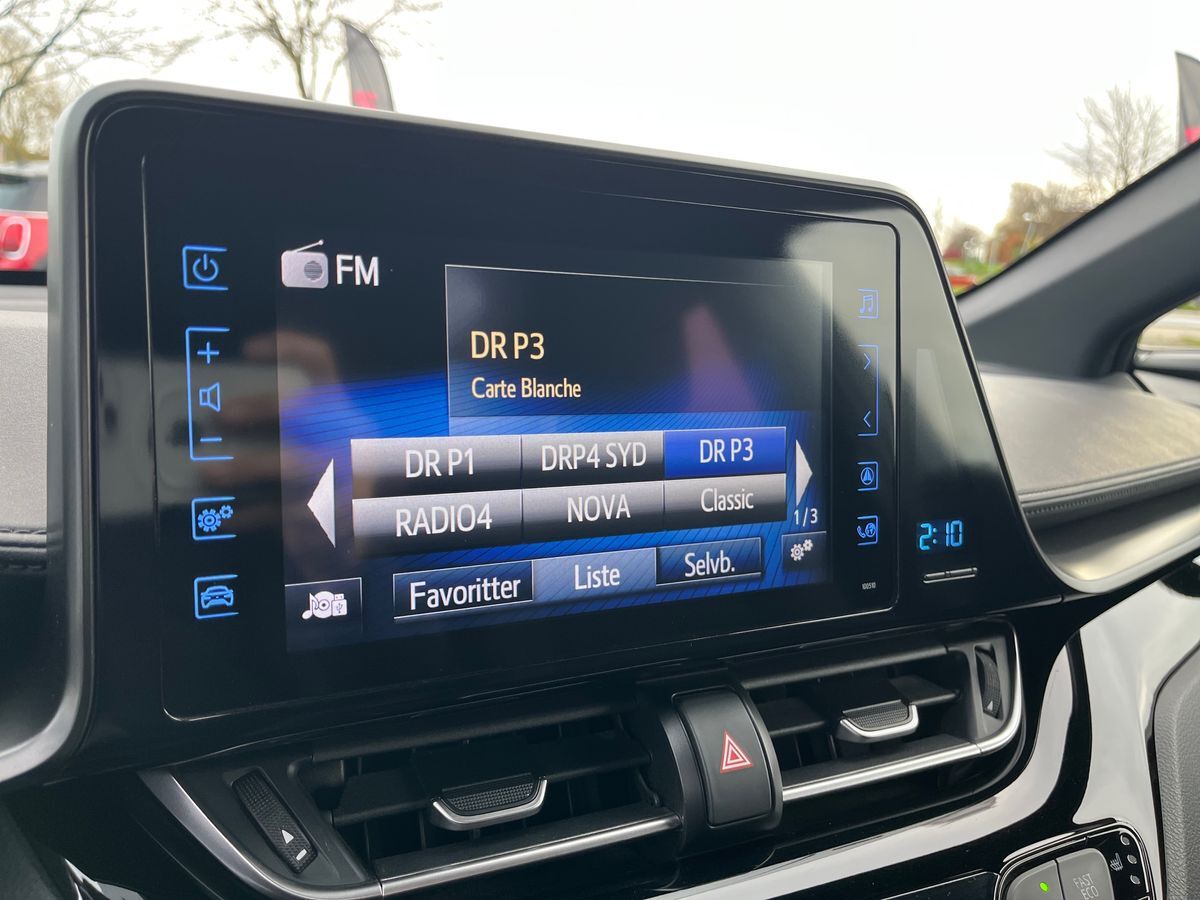 FM
DR P3
Carte Blanche
DR P1 DRP4 SYD DR P3
RADIO4 NOVA Classic
1/3
Favoritter Liste Selvb.
2:10
100510
FAST
ECO